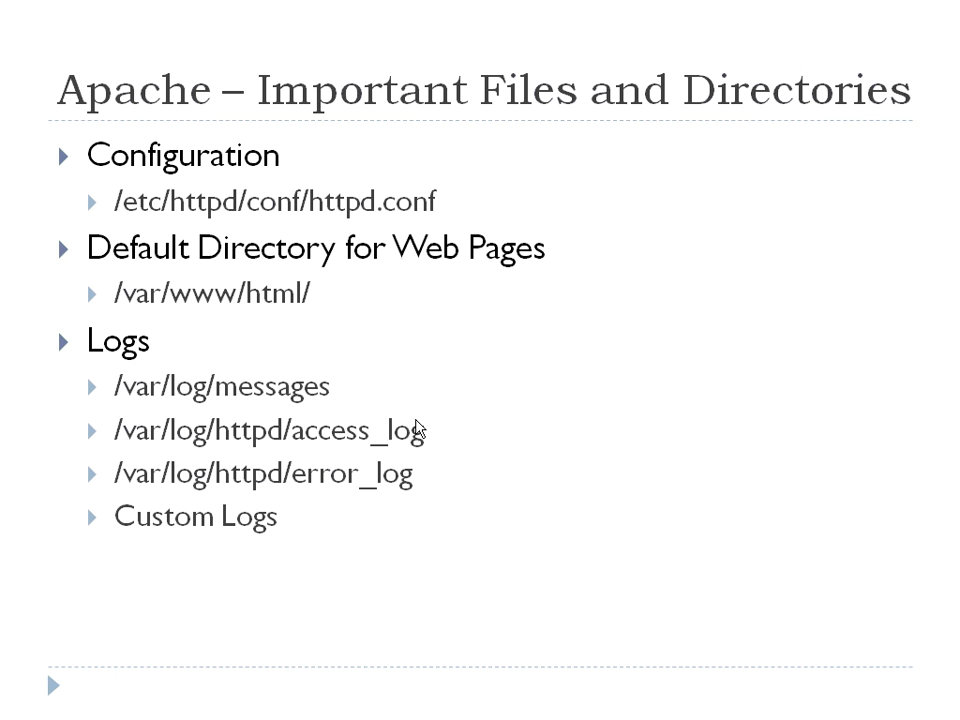 Apache – Important Files and Directories
Configuration
/etc/httpd/conf/httpd.conf
Default Directory for Web Pages
/var/www/html/
Logs
/var/log/messages
/var/log/httpd/access_log
/var/log/httpd/error_log
Custom Logs